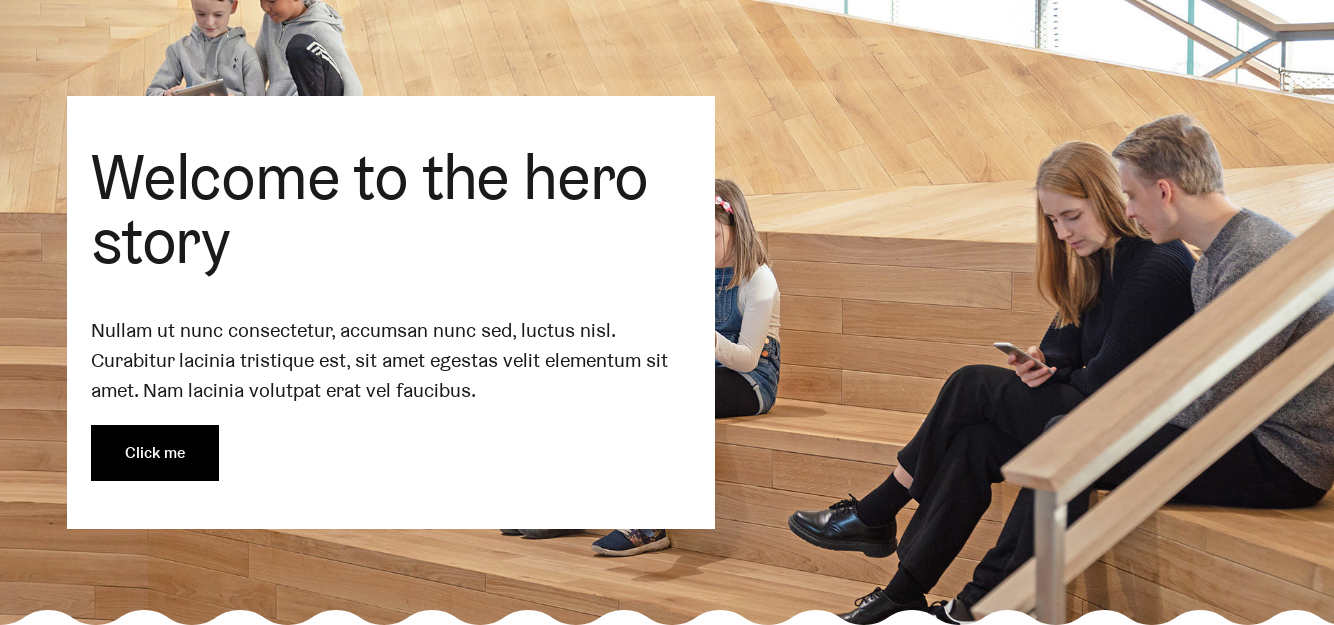 Welcome to the hero
story
Nullam ut nunc consectetur, accumsan nunc sed, luctus nisl.
Curabitur lacinia tristique est, sit amet egestas velit elementum sit
amet. Nam lacinia volutpat erat vel faucibus.
Click me